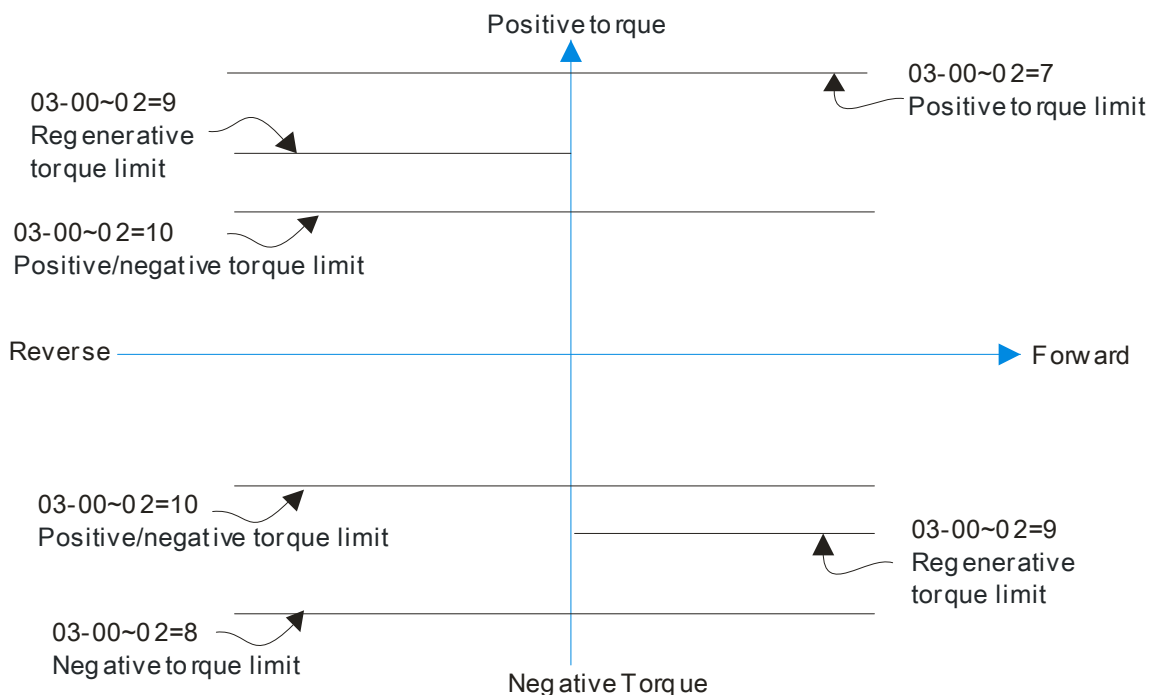 Positive torque
03-00~02=7
Positive torque limit
03-00~02=9
Regenerative
torque limit
03-00~02=10
Positive/negative torque limit
Reverse
Forward
03-00~02=10
Positive/negative torque limit
03-00~02=9
Regenerative
torque limit
03-00~02=8
Negative torque limit
Negative Torque